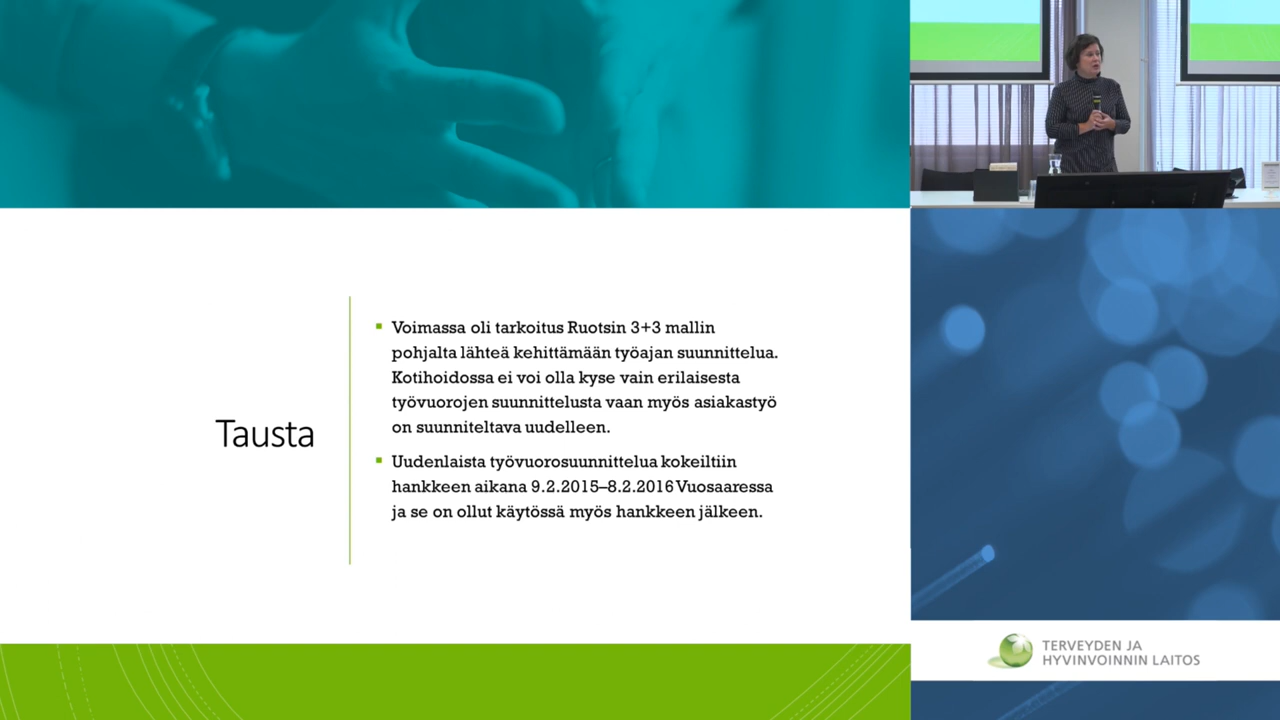 Tausta
Voimassa oli tarkoitus Ruotsin 3+3 mallin
pohjalta lähteä kehittämään työajan suunnittelua.
Kotihoidossa ei voi olla kyse vain erilaisesta
työvuorojen suunnittelusta vaan myös asiakastyö
on suunniteltava uudelleen.
Uudenlaista työvuorosuunnittelua kokeiltiin
hankkeen aikana 9.2.2015–8.2.2016 Vuosaaressa
ja se on ollut käytössä myös hankkeen jälkeen.
TERVEYDEN JA
HYVINVOINNIN LAITOS